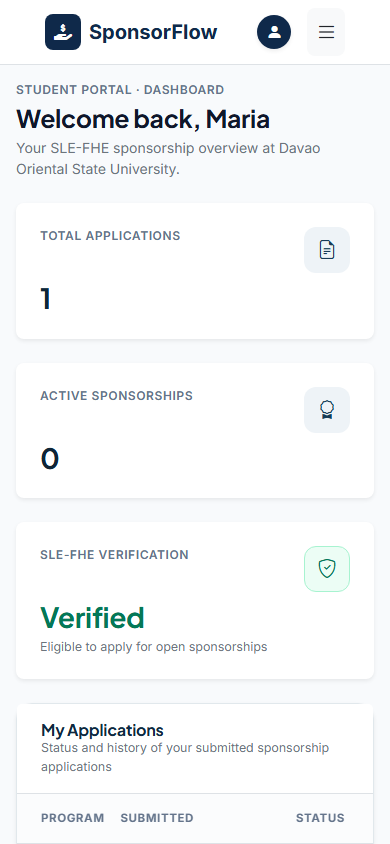 SponsorFlow
STUDENT PORTAL · DASHBOARD
Welcome back, Maria
Your SLE-FHE sponsorship overview at Davao
Oriental State University.
TOTAL APPLICATIONS
1
ACTIVE SPONSORSHIPS
0
SLE-FHE VERIFICATION
Verified
Eligible to apply for open sponsorships
My Applications
Status and history of your submitted sponsorship
applications
PROGRAM SUBMITTED STATUS